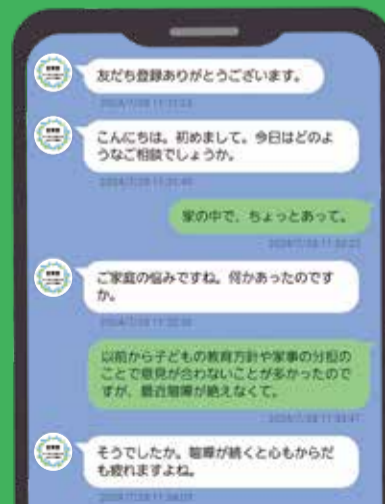 友だち登録ありがとうございます。
こんにちは。初めまして。今日はどのよ
うなご相談でしょうか。
家の中で、ちょっとあって。
ご家庭の悩みですね。何かあったのです
か。
以前から子どもの教育方針や家事の分担の
ことで意見が合わないことが多かったので
すが、最近喧嘩が絶えなくて。
そうでしたか。喧嘩が続くと心もからだ
も疲れますよね。